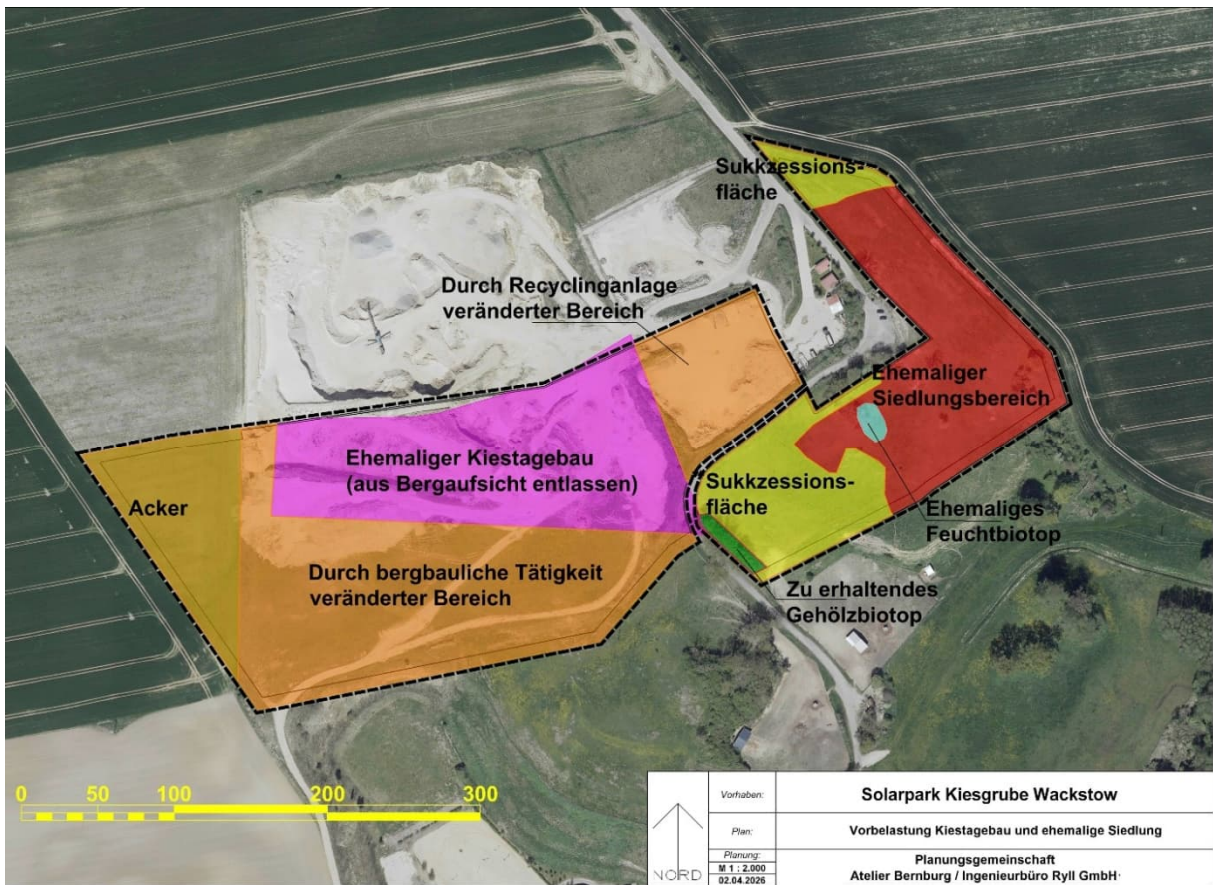 Sukkzessions-
fläche
Durch Recyclinganlage
veränderter Bereich
Ehemaliger
Siedlungsbereich
Ehemaliger Kiestagebau
(aus Bergaufsicht entlassen)
Sukkzessions-
fläche
Acker
Ehemaliges
Feuchtbiotop
Durch bergbauliche Tätigkeit
veränderter Bereich
Zu erhaltendes
Gehölzbiotop
0 50 100 200 300
NORD
Vorhaben: Solarpark Kiesgrube Wackstow
Plan: Vorbelastung Kiestagebau und ehemalige Siedlung
Planung: Planungsgemeinschaft
M 1 : 2.000
02.04.2026 Atelier Bernburg / Ingenieurbüro Ryll GmbH